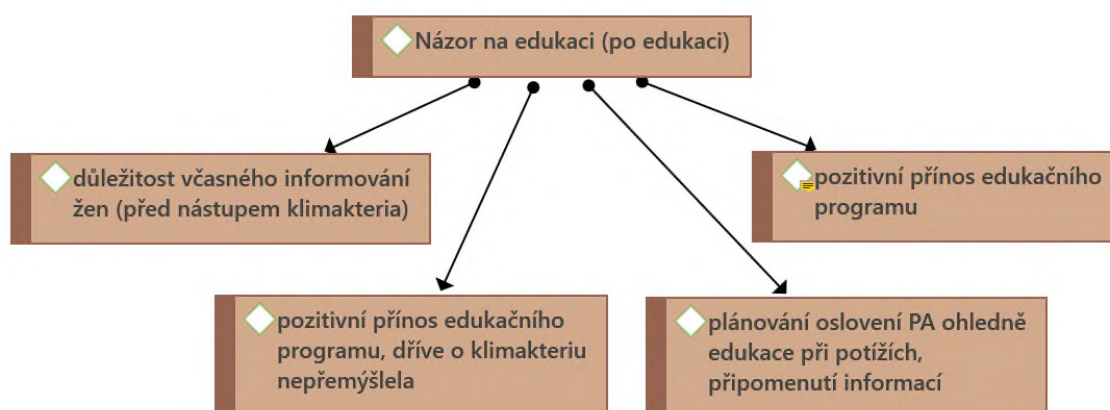 Názor na edukaci (po edukaci)
důležitost včasného informování
žen (před nástupem klimakteria)
pozitivní přínos edukačního
programu
pozitivní přínos edukačního
programu, dříve o klimakteriu
nepřemýšlela
plánování oslovení PA ohledně
edukace při potížích,
připomenutí informací